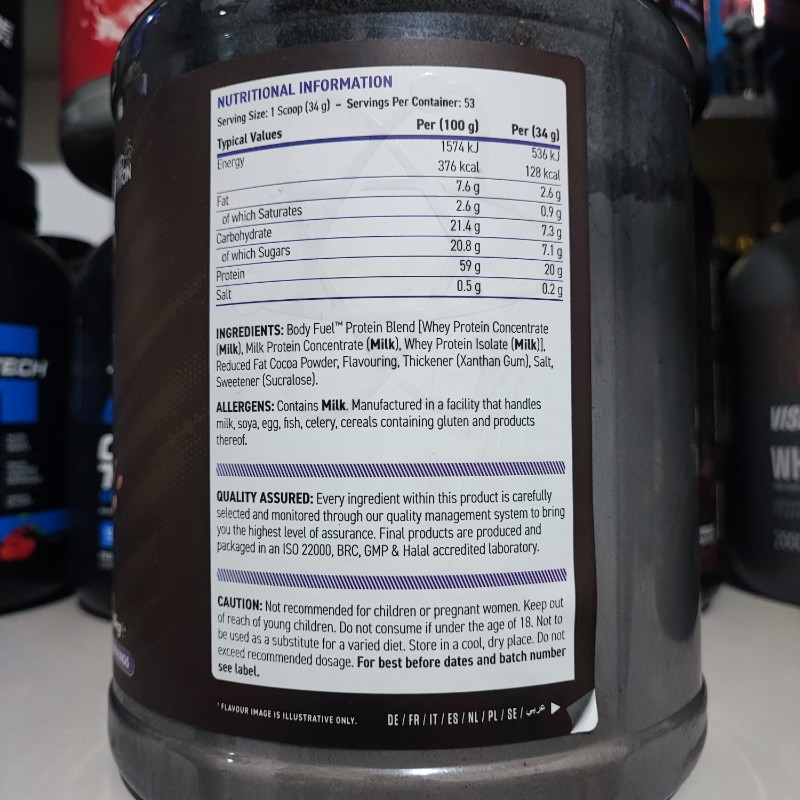 NUTRITIONAL INFORMATION
Serving Size: 1 Scoop (34 g) – Servings Per Container: 53
Typical Values Per (100 g) Per (34 g)
Energy 1574 kJ 536 kJ
376 kcal 128 kcal
Fat 7.6 g 2.6 g
of which Saturates 2.6 g 0.9 g
Carbohydrate 21.4 g 7.3 g
of which Sugars 20.8 g 7.1 g
Protein 59 g 20 g
Salt 0.5 g 0.2 g
INGREDIENTS: Body Fuel™ Protein Blend [Whey Protein Concentrate
(Milk), Milk Protein Concentrate (Milk), Whey Protein Isolate (Milk)],
Reduced Fat Cocoa Powder, Flavouring, Thickener (Xanthan Gum), Salt,
Sweetener (Sucralose).
ALLERGENS: Contains Milk. Manufactured in a facility that handles
milk, soya, egg, fish, celery, cereals containing gluten and products
thereof.
QUALITY ASSURED: Every ingredient within this product is carefully
selected and monitored through our quality management system to bring
you the highest level of assurance. Final products are produced and
packaged in an ISO 22000, BRC, GMP & Halal accredited laboratory.
CAUTION: Not recommended for children or pregnant women. Keep out
of reach of young children. Do not consume if under the age of 18. Not to
be used as a substitute for a varied diet. Store in a cool, dry place. Do not
exceed recommended dosage. For best before dates and batch number
see label.
¹ FLAVOUR IMAGE IS ILLUSTRATIVE ONLY.
DE / FR / IT / ES / NL / PL / SE / عربي
TECH
VIS
WH